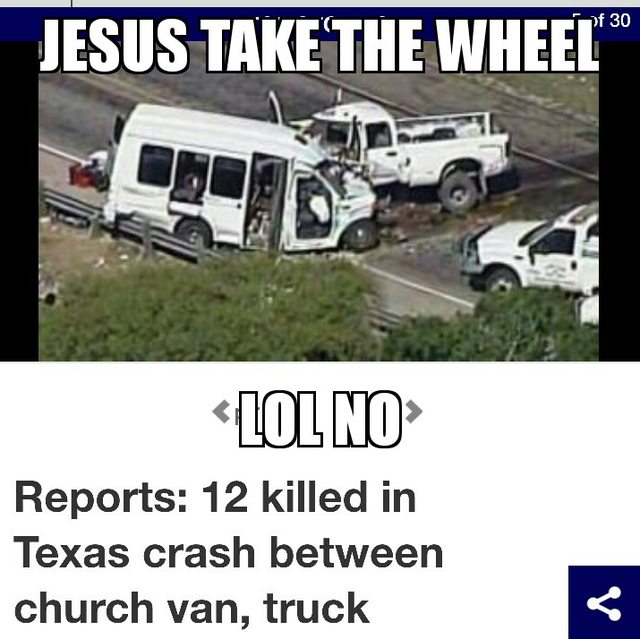 JESUS TAKE THE WHEEL
of 30
LOL NO
Reports: 12 killed in
Texas crash between
church van, truck